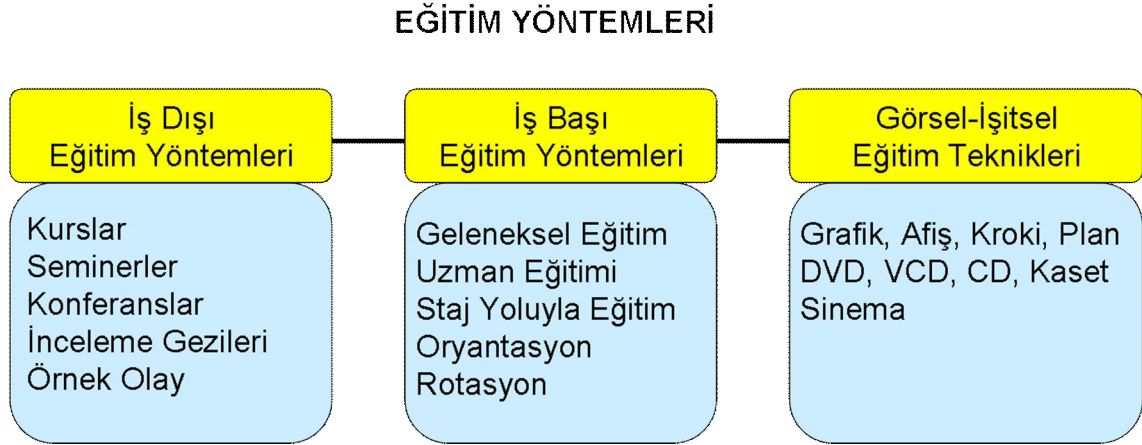 EĞİTİM YÖNTEMLERİ
İş Dışı
Eğitim Yöntemleri
Kurslar
Seminerler
Konferanslar
İnceleme Gezileri
Örnek Olay
İş Başı
Eğitim Yöntemleri
Geleneksel Eğitim
Uzman Eğitimi
Staj Yoluyla Eğitim
Oryantasyon
Rotasyon
Görsel-İşitsel
Eğitim Teknikleri
Grafik, Afiş, Kroki, Plan
DVD, VCD, CD, Kaset
Sinema